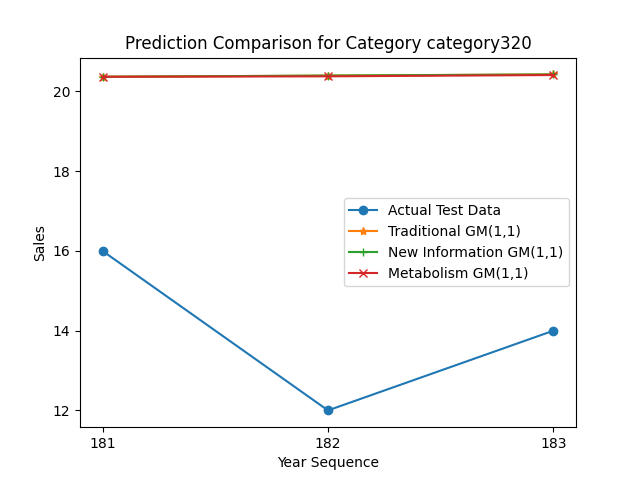 Prediction Comparison for Category category320
Sales
20
18
16
14
12
Actual Test Data
Traditional GM(1,1)
New Information GM(1,1)
Metabolism GM(1,1)
181
182
183
Year Sequence